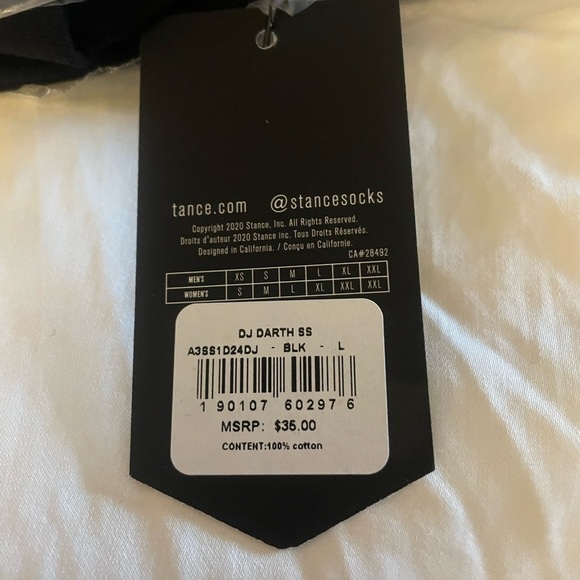 tance.com @stancesocks
Copyright 2020 Stance, Inc. All Rights Reserved.
Droits d'auteur 2020 Stance Inc. Tous Droits Réservés.
Designed in California. / Conçu en Californie.
CA#28492
MEN'S XS S M L XL XXL
WOMEN'S S M L XL XXL XXL
DJ DARTH SS
A3SS1D24DJ - BLK - L
1 90107 60297 6
MSRP: $35.00
CONTENT:100% cotton